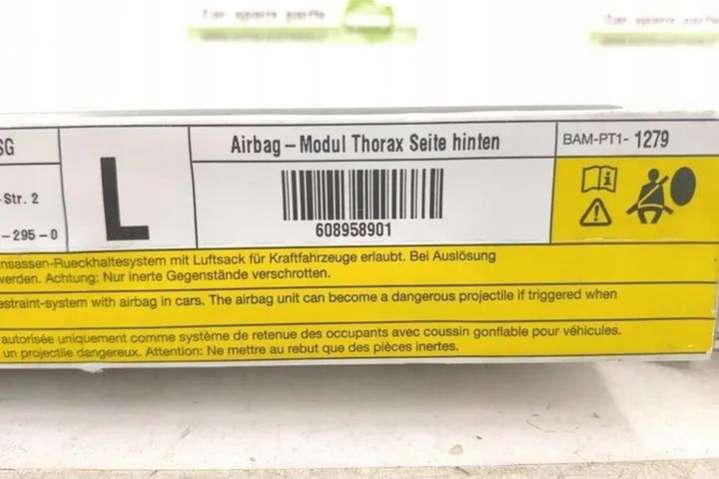 Car spare parts
SG
L
Airbag – Modul Thorax Seite hinten
BAM-PT1- 1279
Str. 2
608958901
-295-0
nsassen-Rueckhaltesystem mit Luftsack für Kraftfahrzeuge erlaubt. Bei Auslösung
werden. Achtung: Nur inerte Gegenstände verschrotten.
estraint-system with airbag in cars. The airbag unit can become a dangerous projectile if triggered when
autorisée uniquement comme système de retenue des occupants avec coussin gonflable pour véhicules.
un projectile dangereux. Attention: Ne mettre au rebut que des pièces inertes.